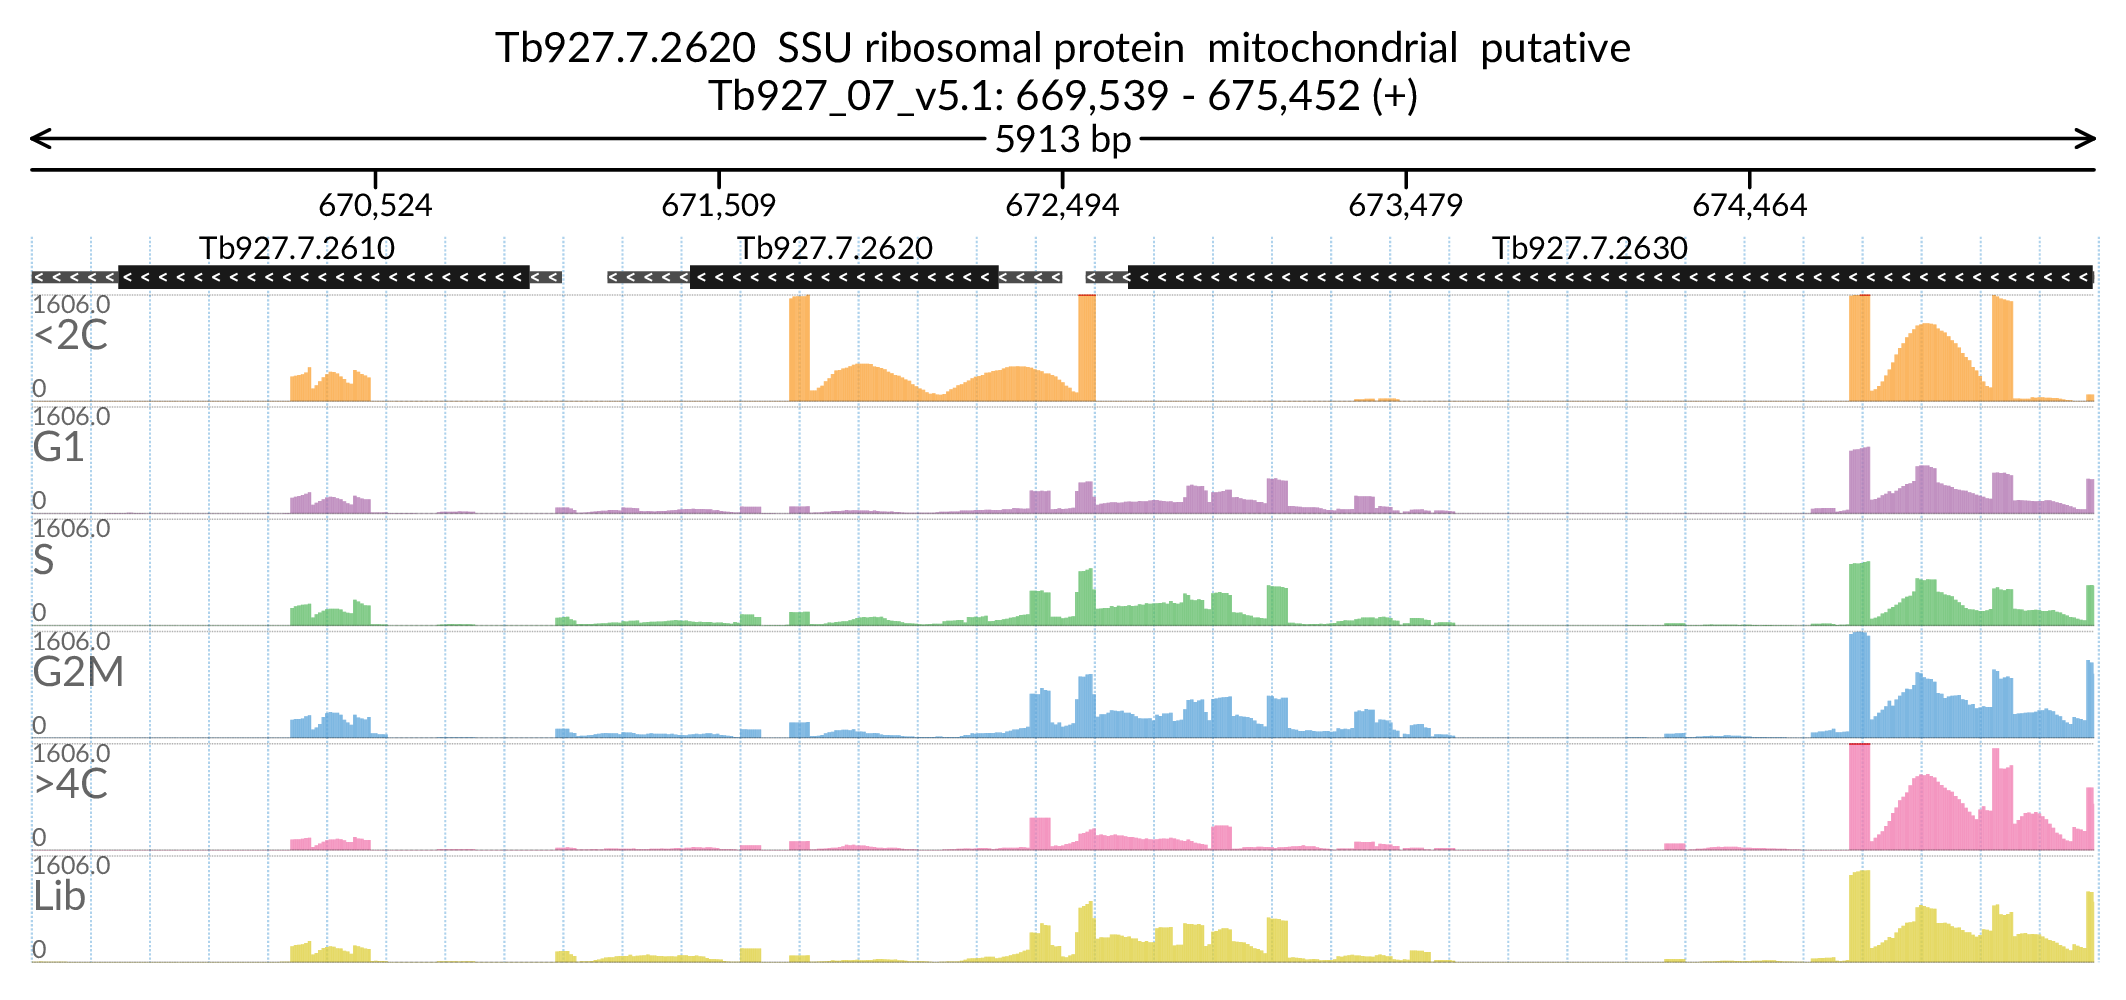 Tb927.7.2620  SSU ribosomal protein  mitochondrial  putative
Tb927_07_v5.1: 669,539 - 675,452 (+)
5913 bp
670,524 671,509 672,494 673,479 674,464
Tb927.7.2610 Tb927.7.2620 Tb927.7.2630
1606.0
<2C
0
1606.0
G1
0
1606.0
S
0
1606.0
G2M
0
1606.0
>4C
0
1606.0
Lib
0